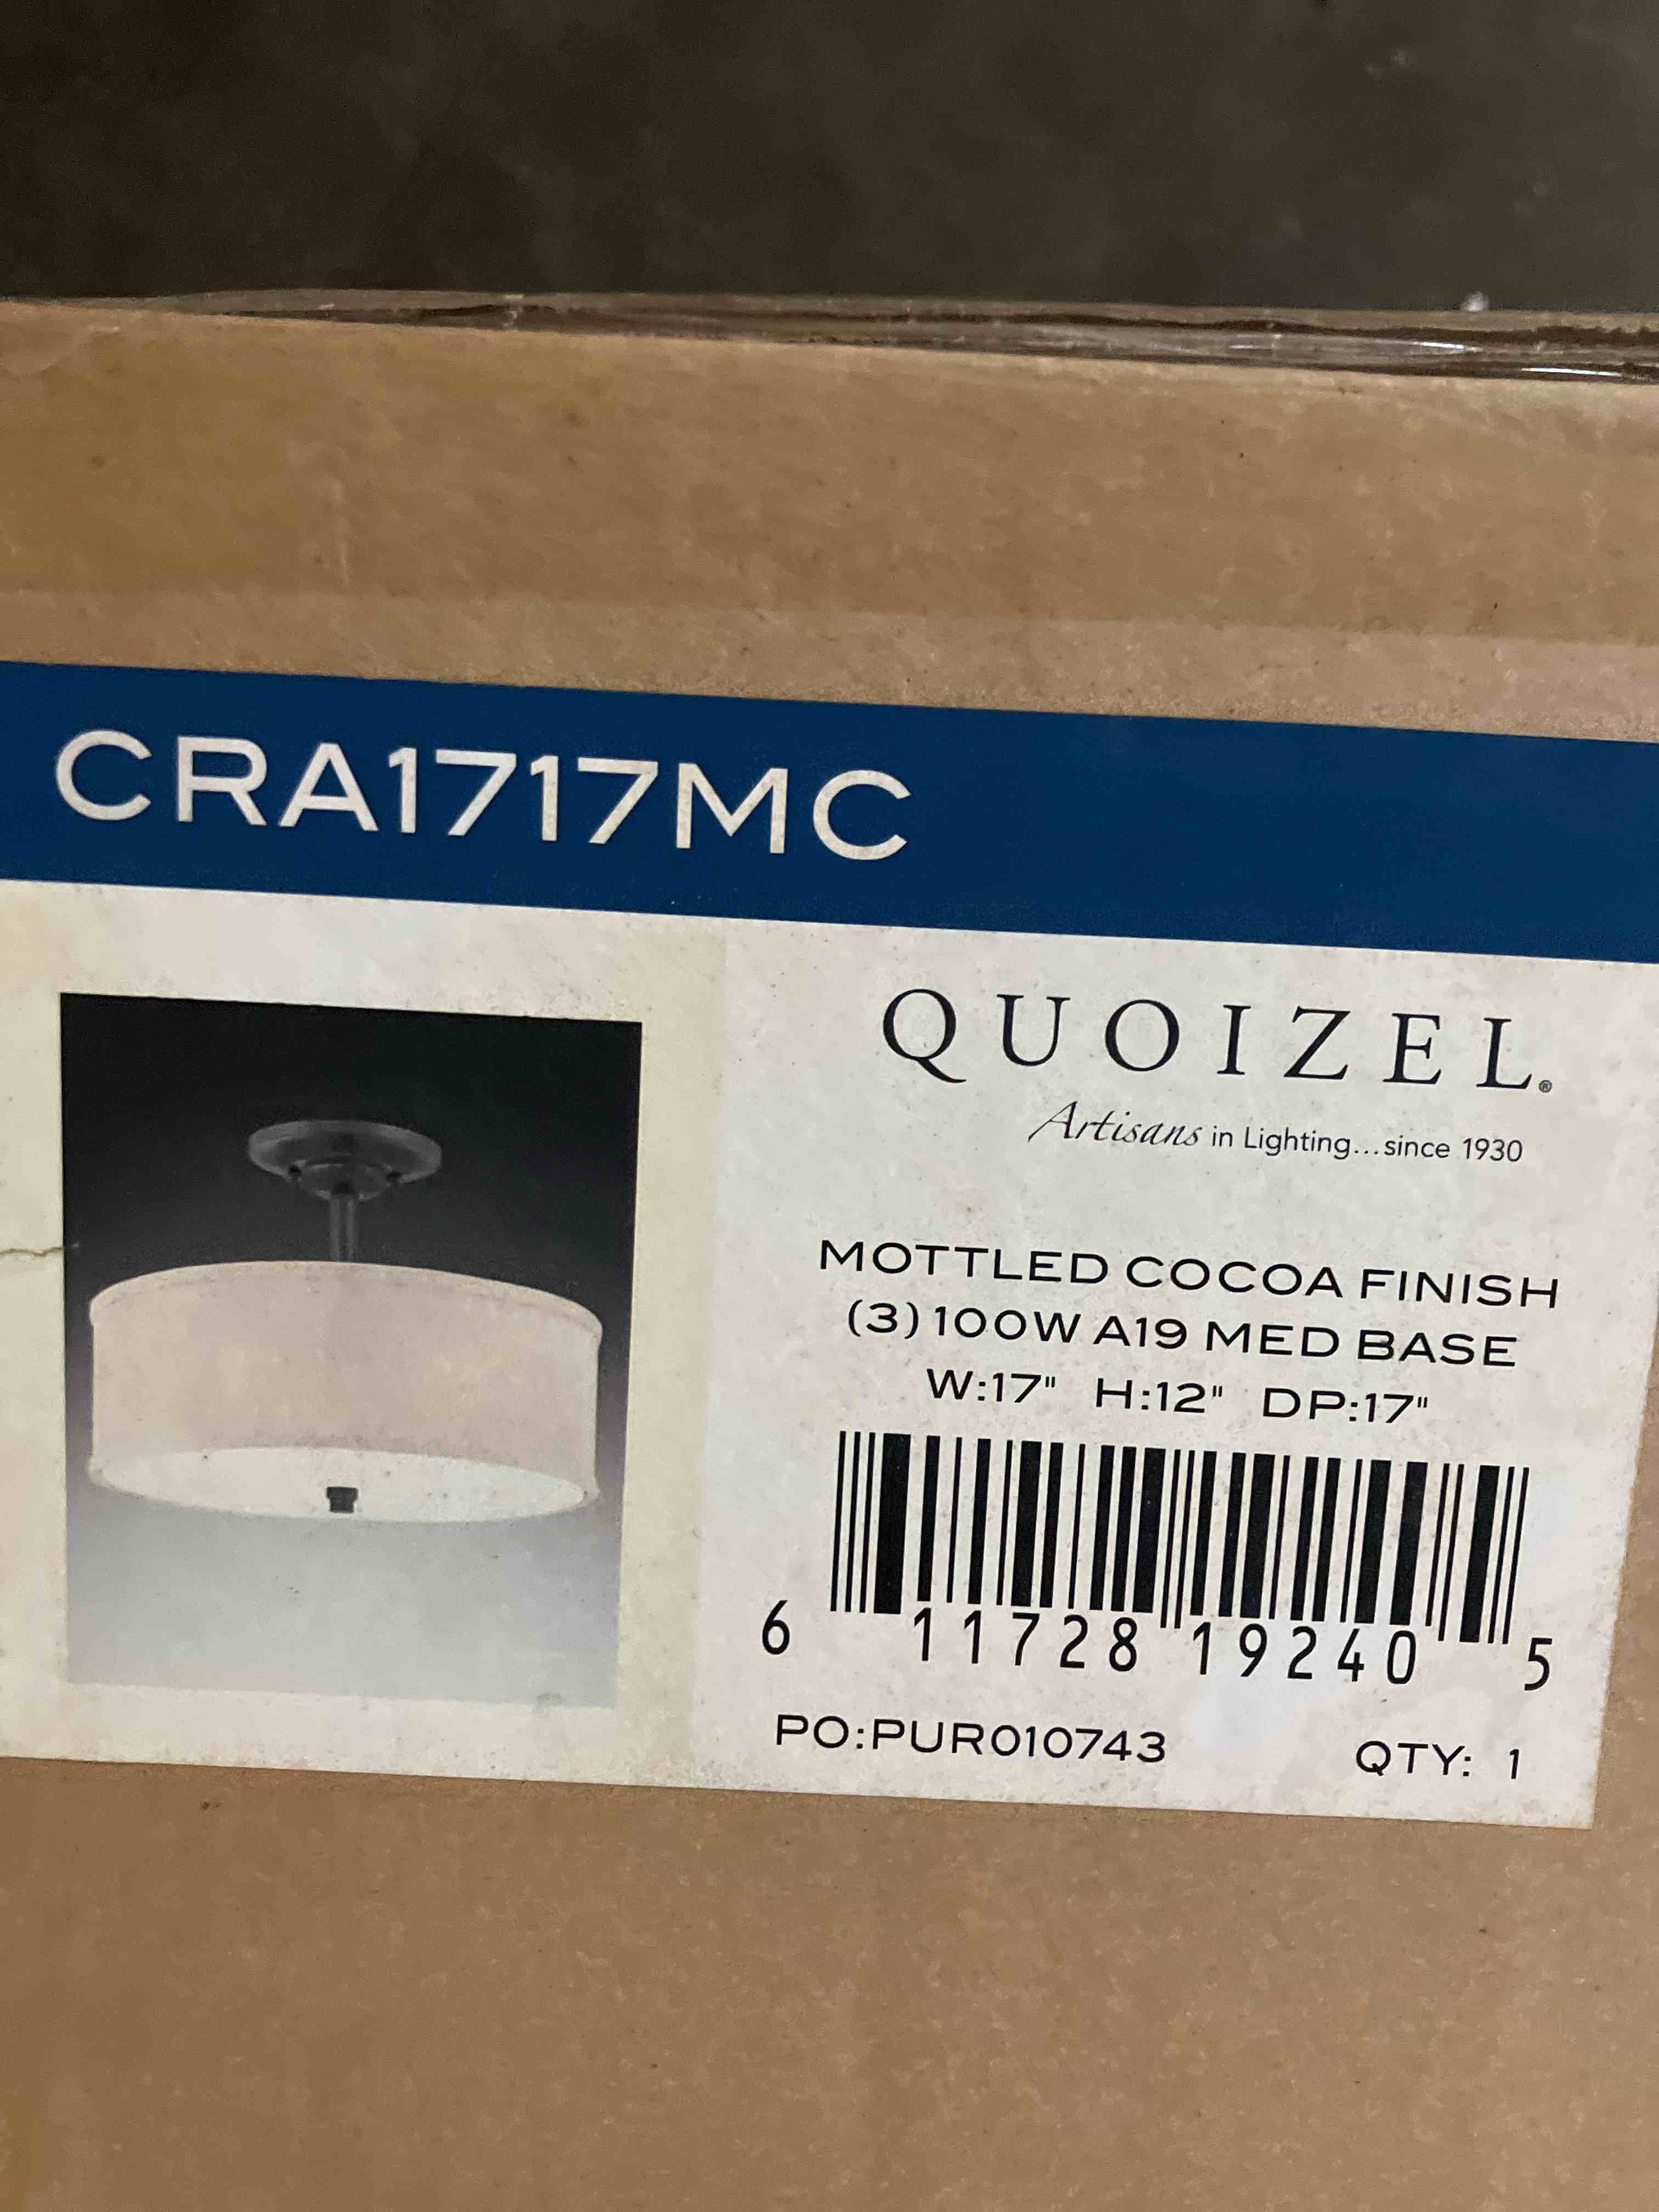 CRA1717MC
QUOIZEL®
Artisans in Lighting...since 1930
MOTTLED COCOA FINISH
(3) 100W A19 MED BASE
W:17" H:12" DP:17"
6 11728 19240 5
PO:PUR010743 QTY: 1